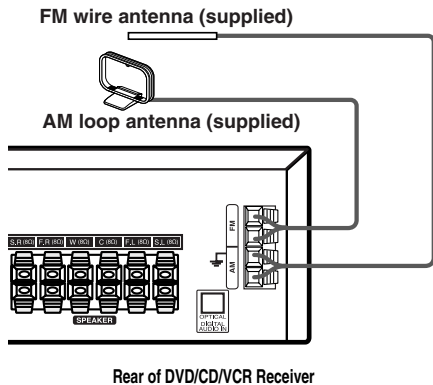 FM wire antenna (supplied)
AM loop antenna (supplied)
FM
AM
S.R (8Ω) F.R (8Ω) W (8Ω) C (8Ω) F.L (8Ω) S.L (8Ω)
SPEAKER
OPTICAL
DIGITAL
AUDIO IN
Rear of DVD/CD/VCR Receiver